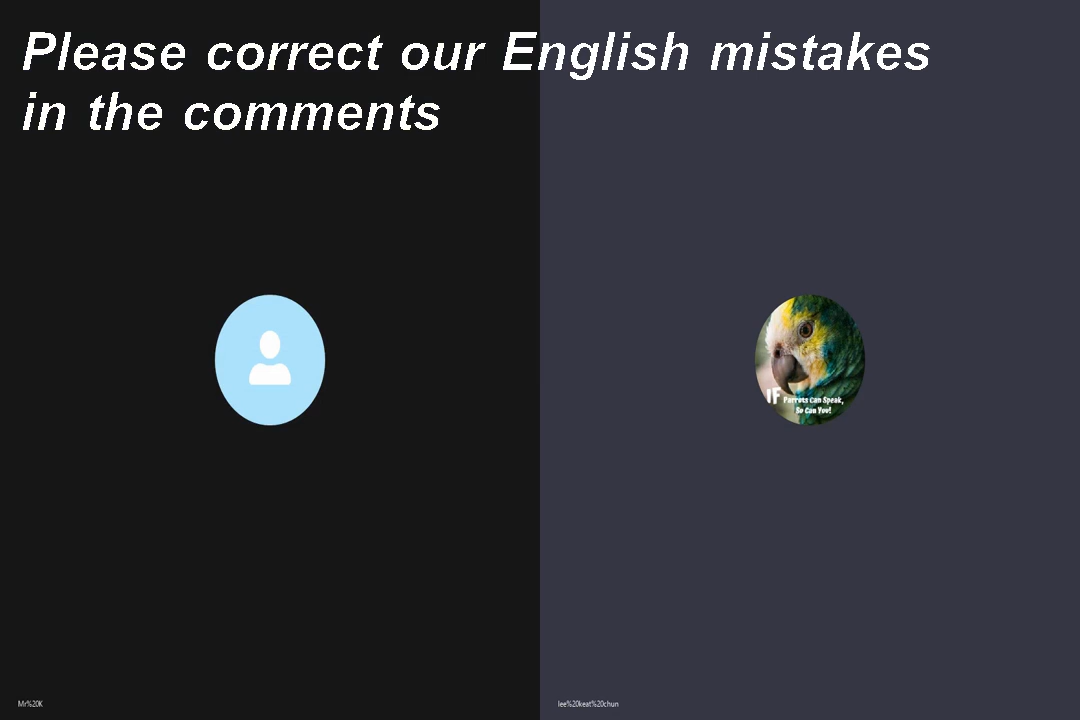 Please correct our English mistakes
in the comments
IF Parrots Can Speak,
So Can You!
Mr%20K
lee%20keat%20chun